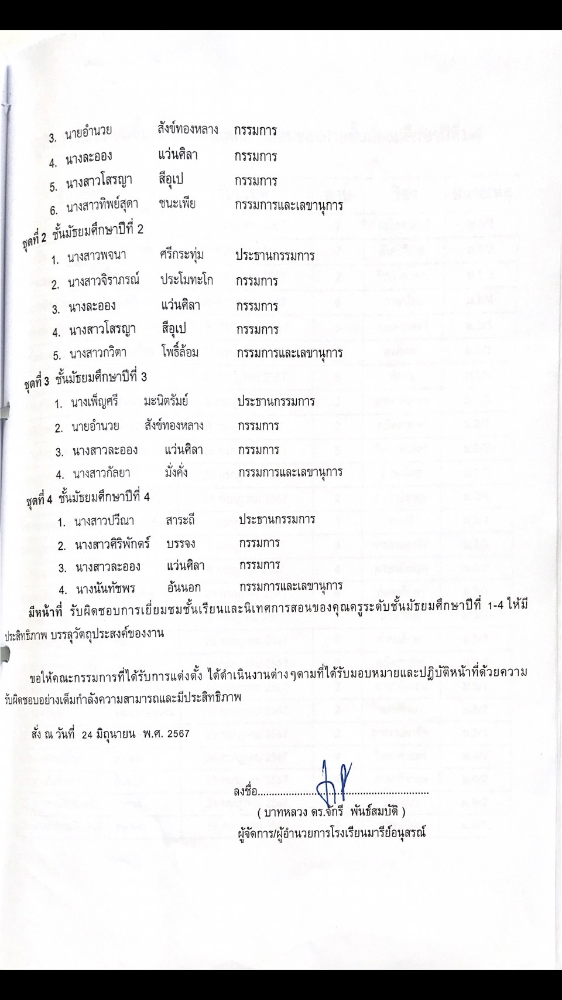 3. นายอำนวย สังข์ทองหลาง กรรมการ
4. นางละออง แว่นศิลา กรรมการ
5. นางสาวโสรญา สีอุเป กรรมการ
6. นางสาวทิพย์สุดา ชนะเพีย กรรมการและเลขานุการ
ชุดที่ 2 ชั้นมัธยมศึกษาปีที่ 2
1. นางสาวพจนา ศรีกระทุ่ม ประธานกรรมการ
2. นางสาวจิราภรณ์ ประโมทะโก กรรมการ
3. นางละออง แว่นศิลา กรรมการ
4. นางสาวโสรญา สีอุเป กรรมการ
5. นางสาวกวิตา โพธิ์ล้อม กรรมการและเลขานุการ
ชุดที่ 3 ชั้นมัธยมศึกษาปีที่ 3
1. นางเพ็ญศรี มะนิตรัมย์ ประธานกรรมการ
2. นายอำนวย สังข์ทองหลาง กรรมการ
3. นางสาวละออง แว่นศิลา กรรมการ
4. นางสาวกัลยา มั่งคั่ง กรรมการและเลขานุการ
ชุดที่ 4 ชั้นมัธยมศึกษาปีที่ 4
1. นางสาวปวีณา สาระถี ประธานกรรมการ
2. นางสาวศิริพักตร์ บรรจง กรรมการ
3. นางสาวละออง แว่นศิลา กรรมการ
4. นางนันทัชพร อ้นนอก กรรมการและเลขานุการ
มีหน้าที่ รับผิดชอบการเยี่ยมชมชั้นเรียนและนิเทศการสอนของคุณครูระดับชั้นมัธยมศึกษาปีที่ 1-4 ให้มี
ประสิทธิภาพ บรรลุวัตถุประสงค์ของงาน
ขอให้คณะกรรมการที่ได้รับการแต่งตั้ง ได้ดำเนินงานต่างๆตามที่ได้รับมอบหมายและปฏิบัติหน้าที่ด้วยความ
รับผิดชอบอย่างเต็มกำลังความสามารถและมีประสิทธิภาพ
สั่ง ณ วันที่ 24 มิถุนายน พ.ศ. 2567
ลงชื่อ..............................................................
( บาทหลวง ดร.จักรี พันธ์สมบัติ )
ผู้จัดการ/ผู้อำนวยการโรงเรียนมารีย์อนุสรณ์